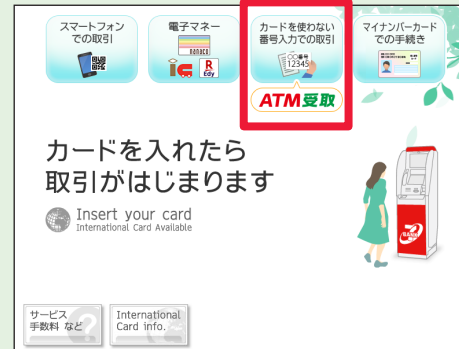 スマートフォン
での取引
電子マネー
nanaco
R
Edy
カードを使わない
番号入力での取引
○○番号
12345
ATM受取
マイナンバーカード
での手続き
カードを入れたら
取引がはじまります
Insert your card
International Card Available
サービス
手数料 など
International
Card info.